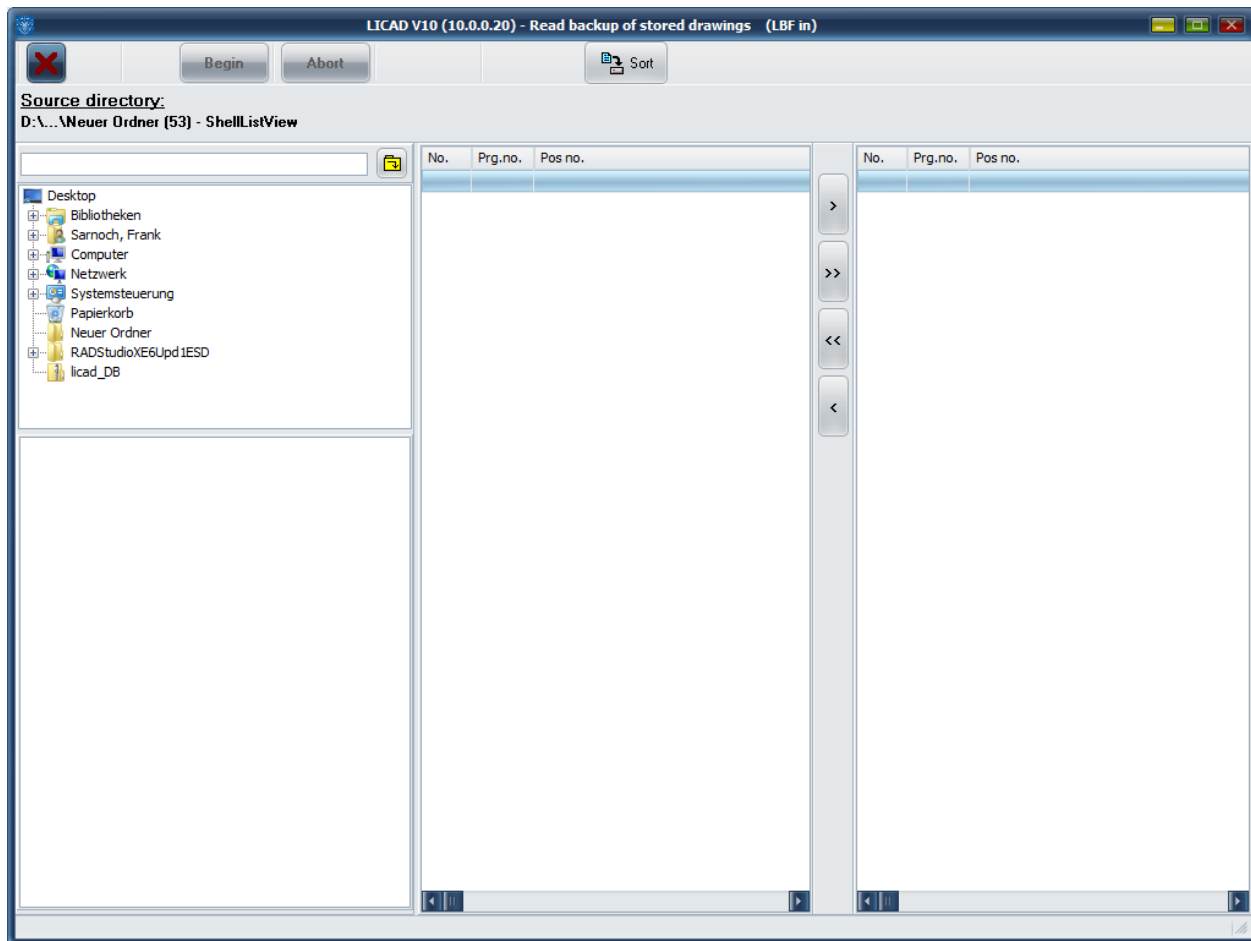 LICAD V10 (10.0.0.20) - Read backup of stored drawings (LBF in)
Begin Abort Sort
Source directory:
D:\...\Neuer Ordner (53) - ShellListView
No. Prg.no. Pos no. No. Prg.no. Pos no.
Desktop
Bibliotheken
Sarnoch, Frank
Computer
Netzwerk
Systemsteuerung
Papierkorb
Neuer Ordner
RADStudioXE6Upd1ESD
licad_DB
>
>>
<<
<